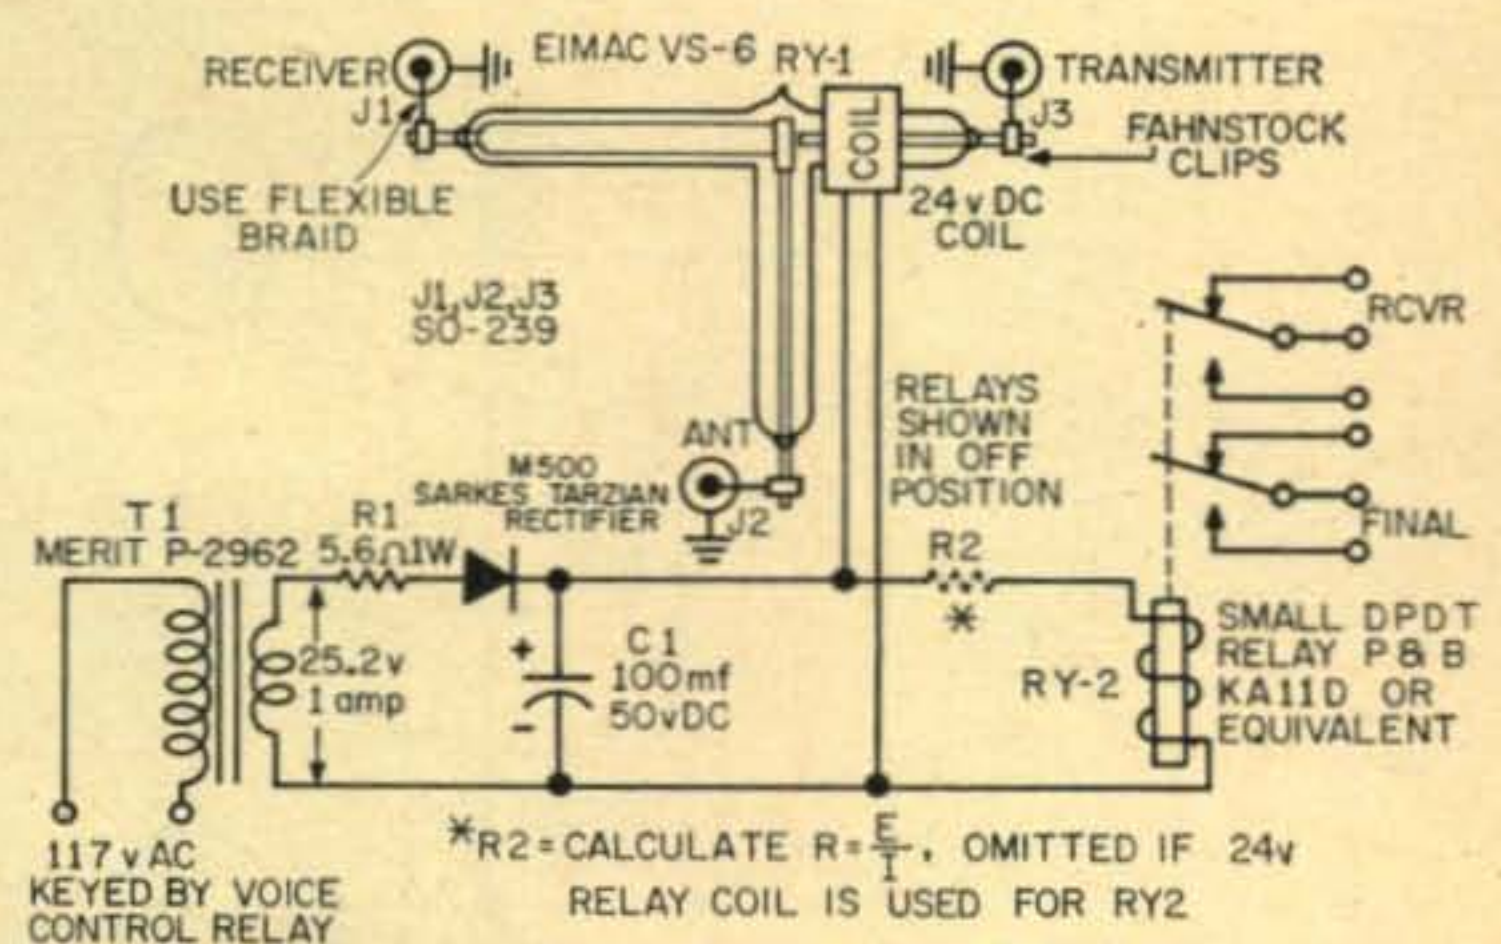 RECEIVER
EIMAC VS-6
RY-1
TRANSMITTER
J1
COIL
J3
FAHNSTOCK
CLIPS
USE FLEXIBLE
BRAID
24v DC
COIL
J1,J2,J3
SO-239
RCVR
RELAYS
SHOWN
IN OFF
POSITION
ANT
J2
M500
SARKES TARZIAN
RECTIFIER
FINAL
T1
MERIT P-2962
R1
5.6Ω1W
R2
*
25.2v
1 amp
+
-
C1
100mf
50vDC
RY-2
SMALL DPDT
RELAY P&B
KA11D OR
EQUIVALENT
117 v AC
KEYED BY VOICE
CONTROL RELAY
*R2=CALCULATE R=E/I. OMITTED IF 24v
RELAY COIL IS USED FOR RY2